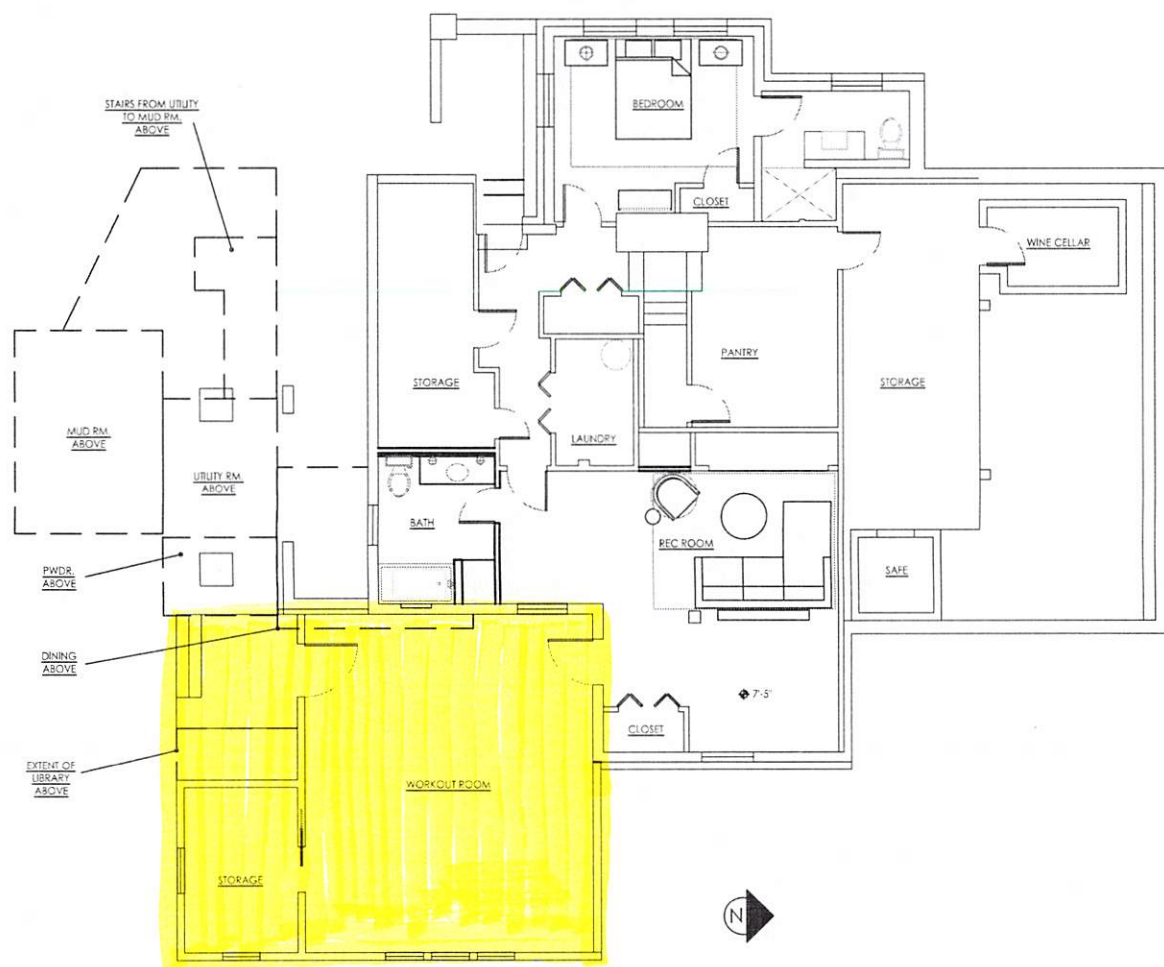 STAIRS FROM UTILITY
TO MUD RM.
ABOVE
BEDROOM
CLOSET
WINE CELLAR
STORAGE
PANTRY
STORAGE
MUD RM.
ABOVE
LAUNDRY
UTILITY RM.
ABOVE
BATH
REC ROOM
SAFE
PWDR.
ABOVE
DINING
ABOVE
7'-5"
CLOSET
EXTENT OF
LIBRARY
ABOVE
WORKOUT ROOM
STORAGE
N